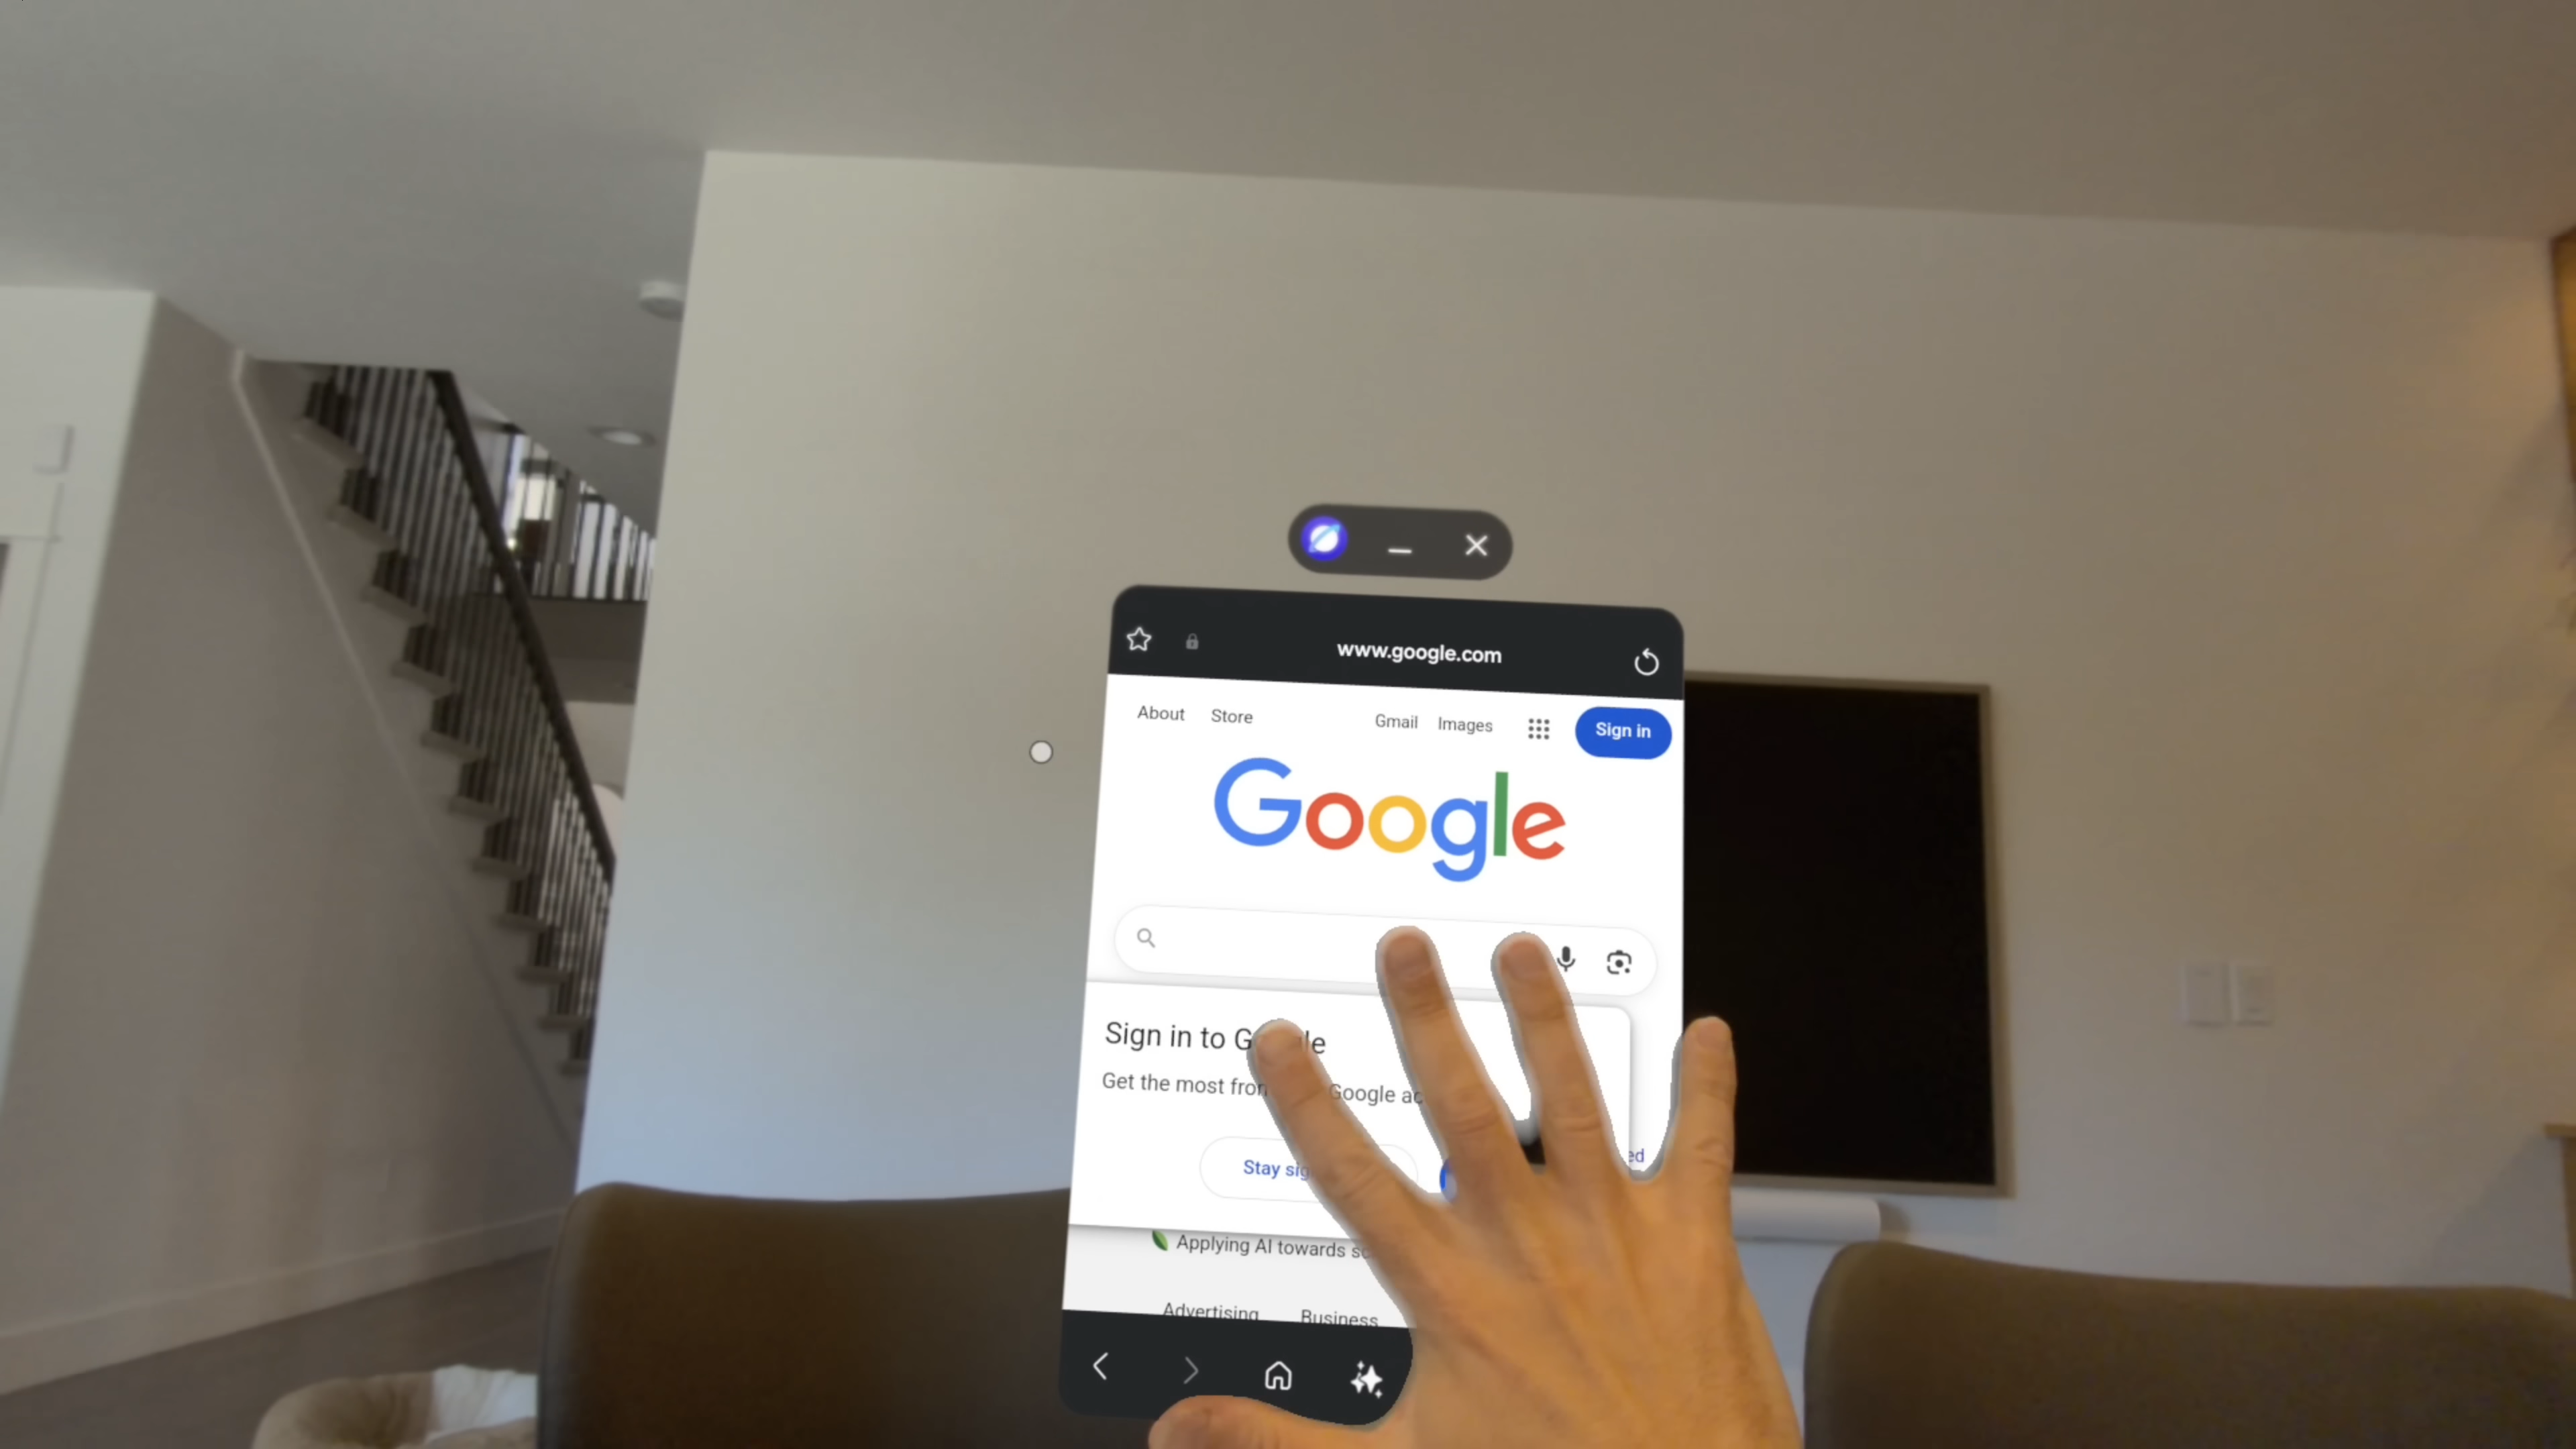 www.google.com
About Store Gmail Images Sign in
Google
Sign in to
Get the most Google
Stay
Applying AI towards
Advertising Business